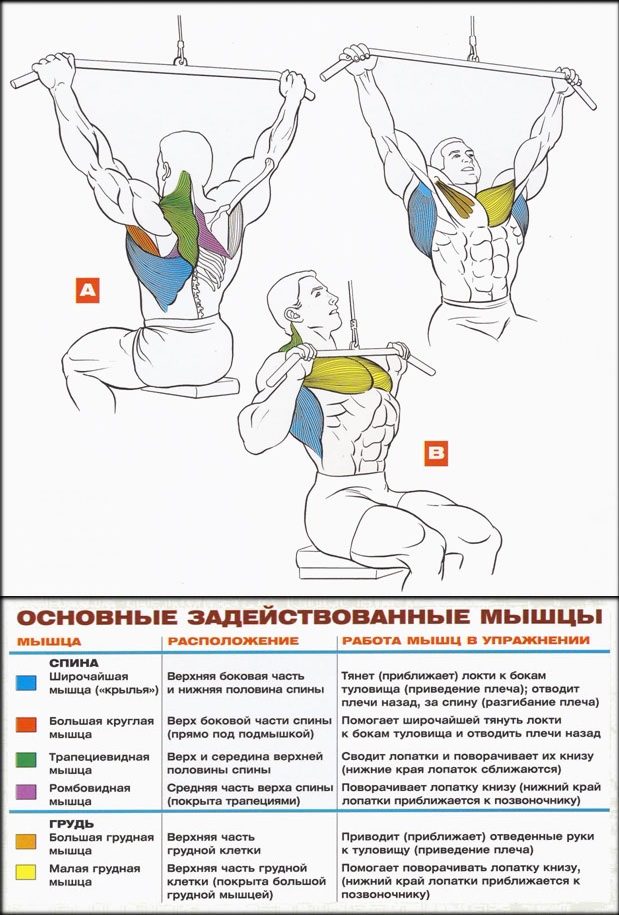 A
B
ОСНОВНЫЕ ЗАДЕЙСТВОВАННЫЕ МЫШЦЫ
МЫШЦА РАСПОЛОЖЕНИЕ РАБОТА МЫШЦ В УПРАЖНЕНИИ
СПИНА
Широчайшая Верхняя боковая часть Тянет (приближает) локти к бокам
мышца («крылья») и нижняя половина спины туловища (приведение плеча); отводит
плечи назад, за спину (разгибание плеча)
Большая круглая Верх боковой части спины Помогает широчайшей тянуть локти
мышца (прямо под подмышкой) к бокам туловища и отводить плечи назад
Трапециевидная Верх и середина верхней Сводит лопатки и поворачивает их книзу
мышца половины спины (нижние края лопаток сближаются)
Ромбовидная Средняя часть верха спины Поворачивает лопатку книзу (нижний край
мышца (покрыта трапециями) лопатки приближается к позвоночнику)
ГРУДЬ
Большая грудная Верхняя часть Приводит (приближает) отведенные руки
мышца грудной клетки к туловищу (приведение плеча)
Малая грудная Верхняя часть грудной Помогает поворачивать лопатку книзу,
мышца клетки (покрыта большой (нижний край лопатки приближается к
грудной мышцей) позвоночнику)